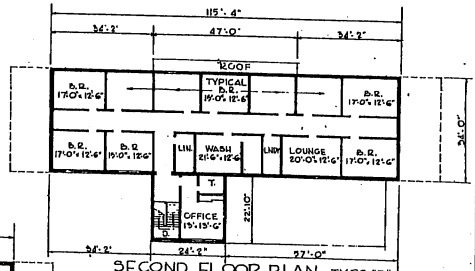 115'-4"
34'-2" 47'-0" 34'-2"
ROOF
B.R.
17'-0" x 12'-6"
TYPICAL
B.R.
15'-0" x 12'-6"
B.R.
17'-0" x 12'-6"
34'-0"
B.R.
17'-0" x 12'-6"
B.R.
15'-0" x 12'-6"
LIN.
WASH
21'-6" x 12'-6"
LNDY
LOUNGE
20'-0" x 12'-6"
B.R.
17'-0" x 12'-6"
T.
OFFICE
13' x 13'-6"
D.
22'-10"
34'-2" 24'-2" 57'-0"
SECOND FLOOR PLAN